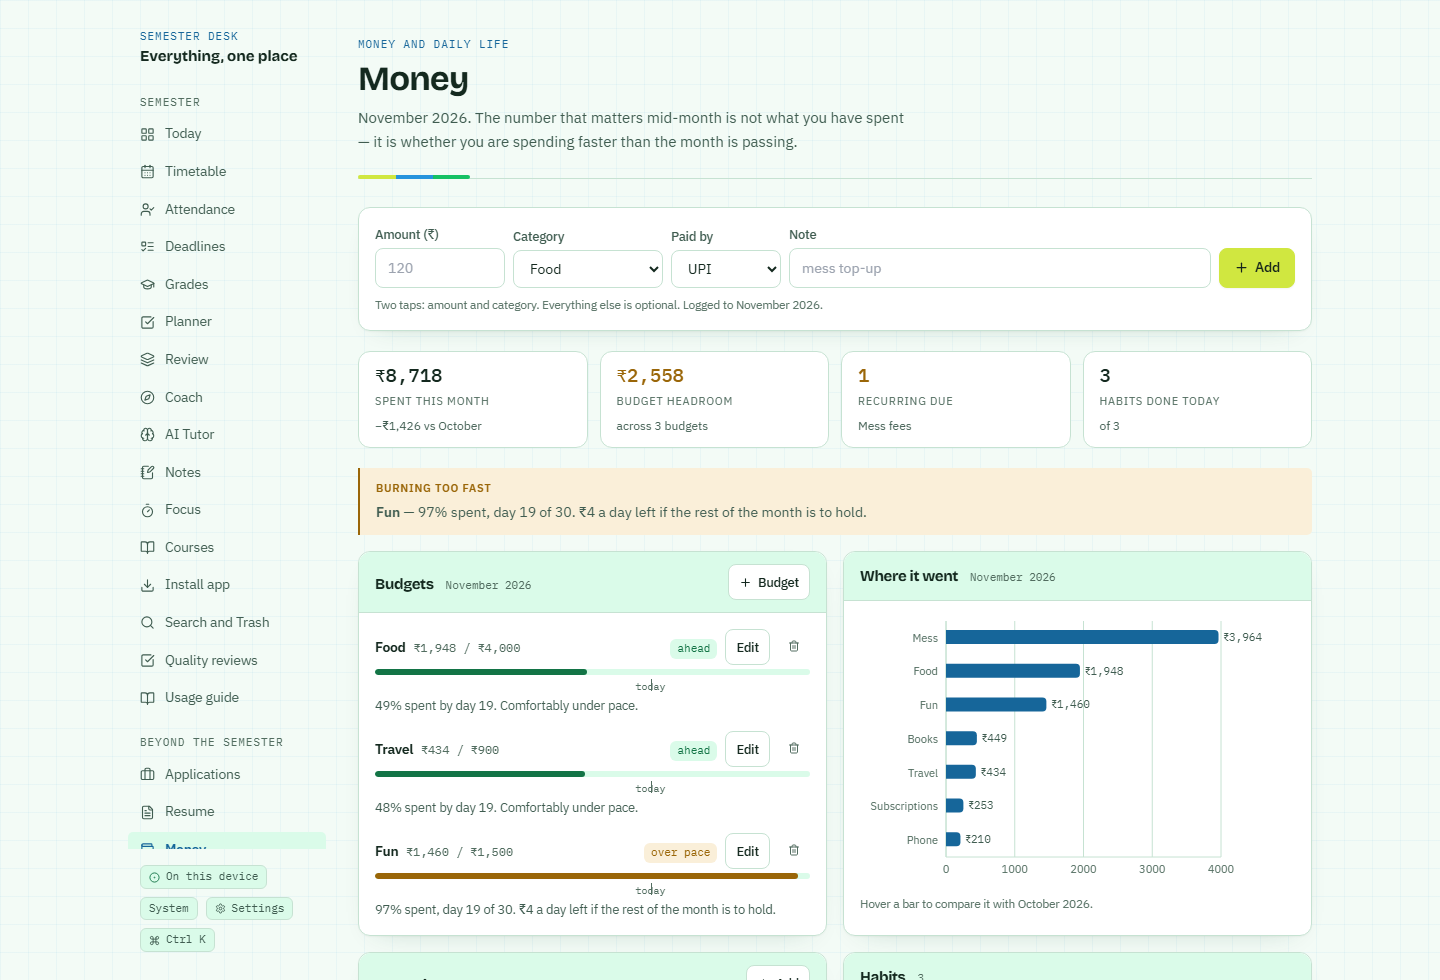 SEMESTER DESK
Everything, one place
SEMESTER
Today
Timetable
Attendance
Deadlines
Grades
Planner
Review
Coach
AI Tutor
Notes
Focus
Courses
Install app
Search and Trash
Quality reviews
Usage guide
BEYOND THE SEMESTER
Applications
Resume
Money
On this device
System
Settings
Ctrl K
MONEY AND DAILY LIFE
Money
November 2026. The number that matters mid-month is not what you have spent
— it is whether you are spending faster than the month is passing.
Amount (₹)
Category
Paid by
Note
120
Food
UPI
mess top-up
Add
Two taps: amount and category. Everything else is optional. Logged to November 2026.
₹8,718
SPENT THIS MONTH
−₹1,426 vs October
₹2,558
BUDGET HEADROOM
across 3 budgets
1
RECURRING DUE
Mess fees
3
HABITS DONE TODAY
of 3
BURNING TOO FAST
Fun — 97% spent, day 19 of 30. ₹4 a day left if the rest of the month is to hold.
Budgets November 2026
Budget
Food ₹1,948 / ₹4,000
ahead
Edit
today
49% spent by day 19. Comfortably under pace.
Travel ₹434 / ₹900
ahead
Edit
today
48% spent by day 19. Comfortably under pace.
Fun ₹1,460 / ₹1,500
over pace
Edit
today
97% spent, day 19 of 30. ₹4 a day left if the rest of the month is to hold.
Where it went November 2026
Mess ₹3,964
Food ₹1,948
Fun ₹1,460
Books ₹449
Travel ₹434
Subscriptions ₹253
Phone ₹210
0 1000 2000 3000 4000
Hover a bar to compare it with October 2026.
Habits 3